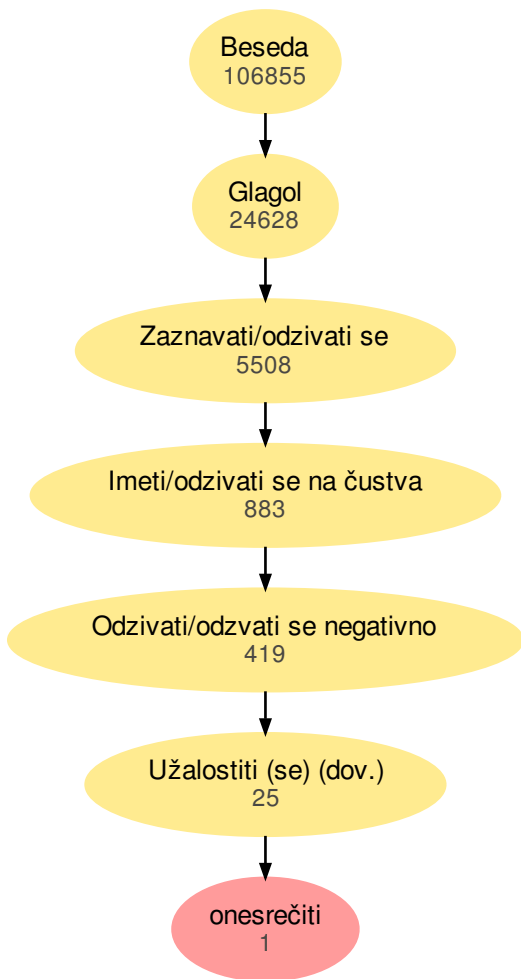 Beseda
106855
Glagol
24628
Zaznavati/odzivati se
5508
Imeti/odzivati se na čustva
883
Odzivati/odzvati se negativno
419
Užalostiti (se) (dov.)
25
onesrečiti
1